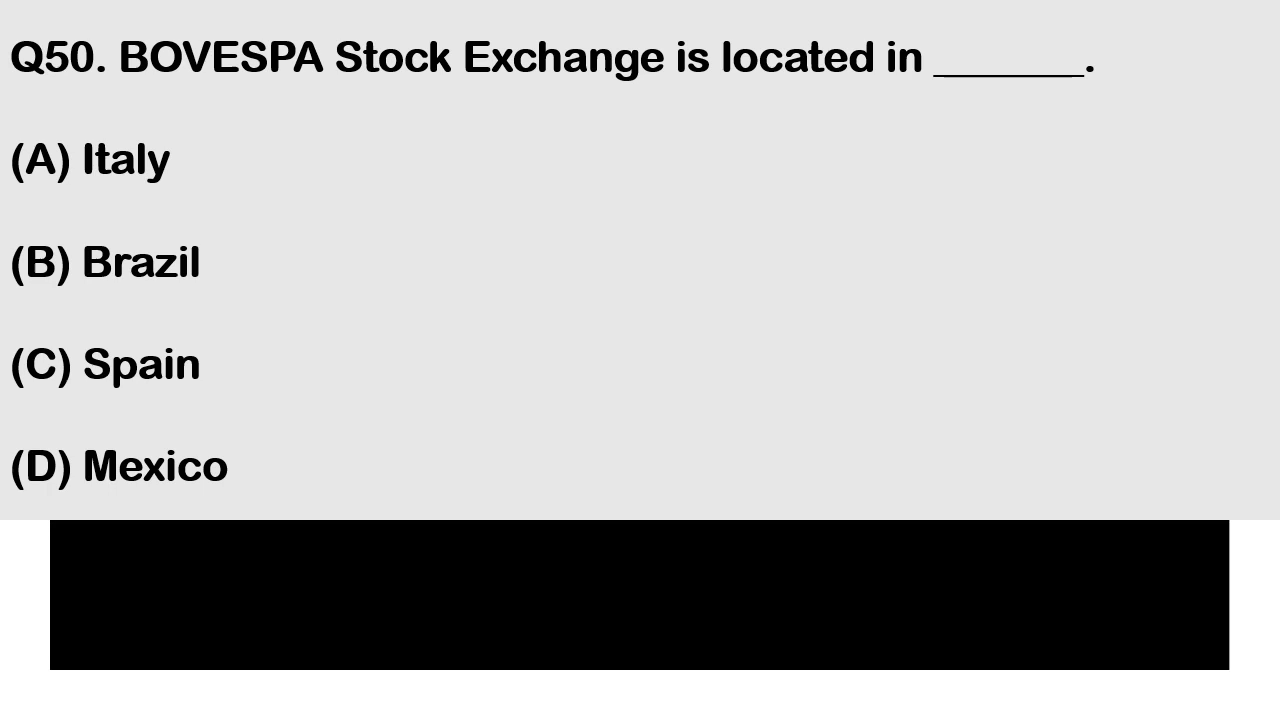 Q50. BOVESPA Stock Exchange is located in _______.
(A) Italy
(B) Brazil
(C) Spain
(D) Mexico